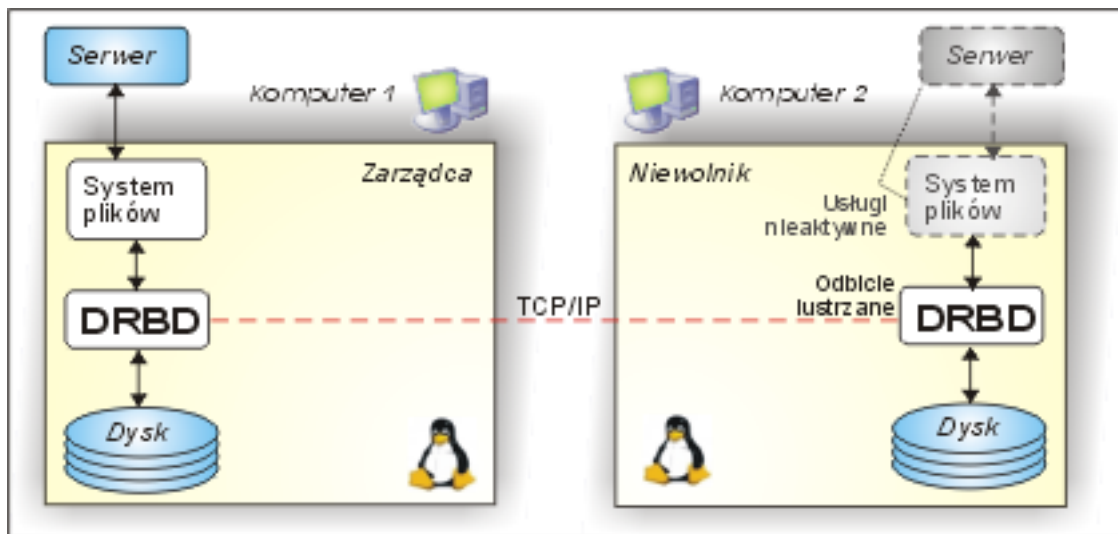 Serwer
Komputer 1
Zarządca
System
plików
DRBD
Dysk
TCP/IP
Serwer
Komputer 2
Niewolnik
Usługi
nieaktywne
System
plików
Odbicie
lustrzane
DRBD
Dysk